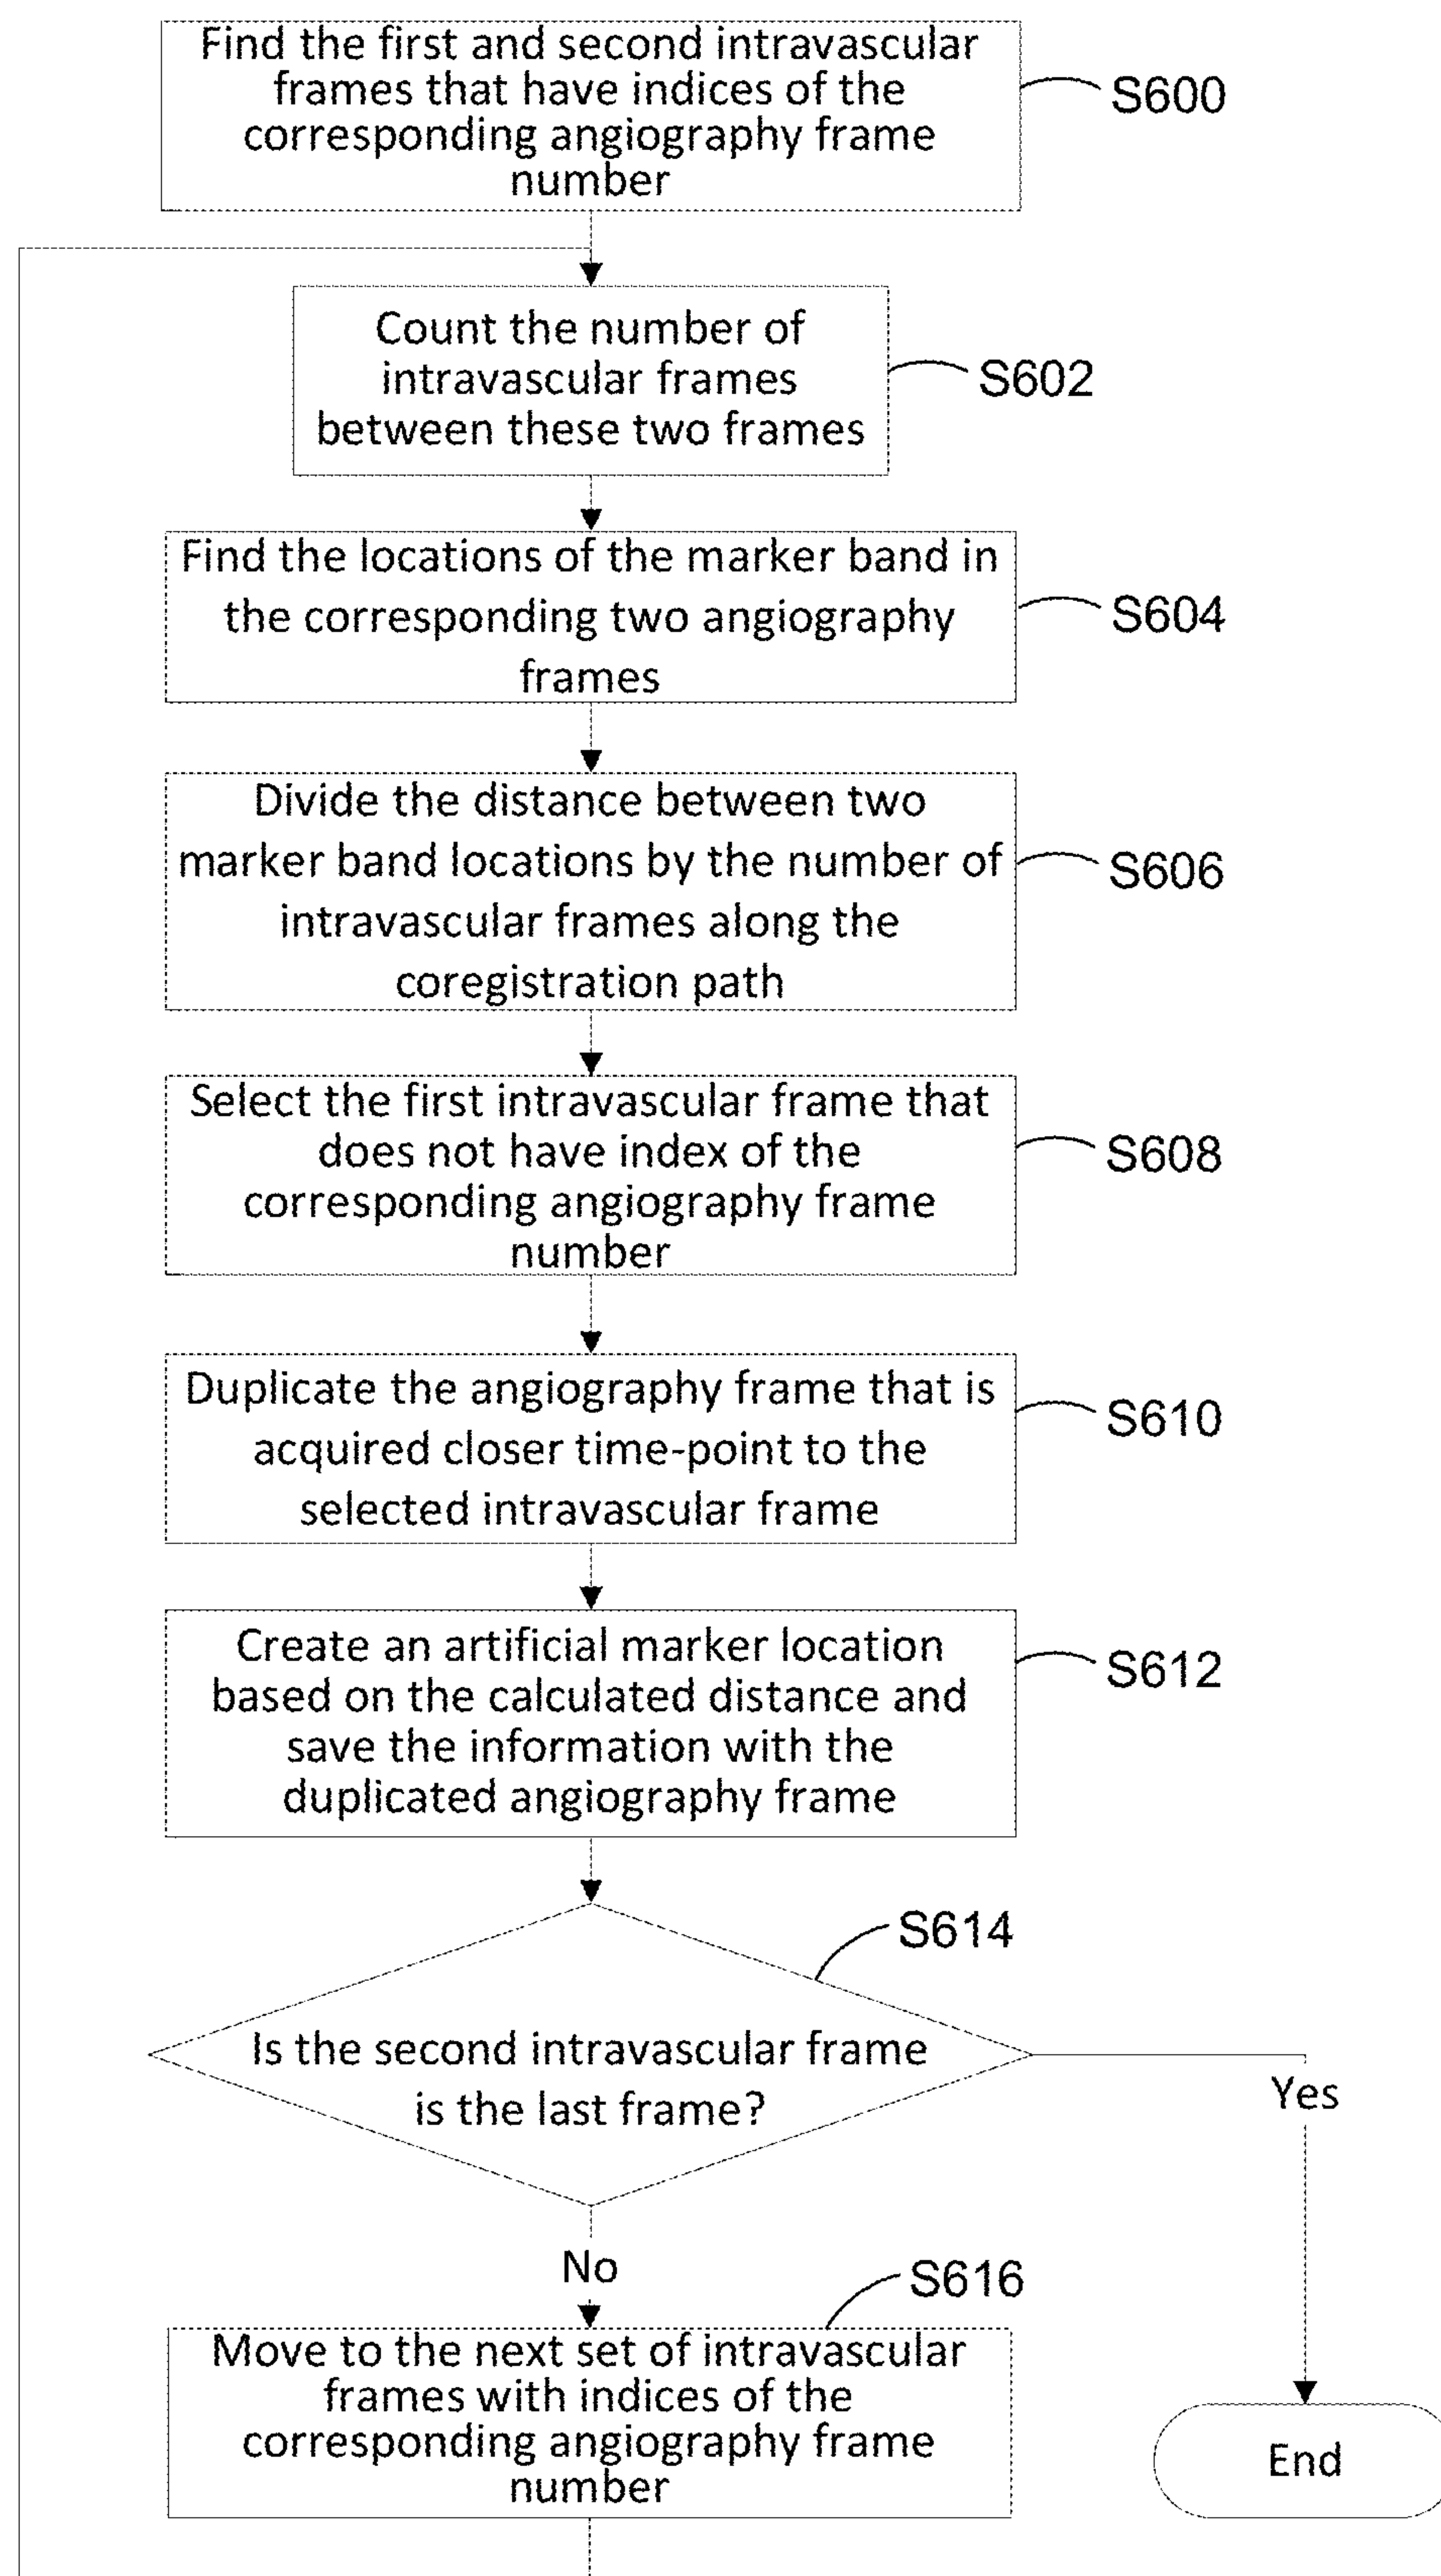 Find the first and second intravascular
frames that have indices of the
corresponding angiography frame
number
S600
Count the number of
intravascular frames
between these two frames
S602
Find the locations of the marker band in
the corresponding two angiography
frames
S604
Divide the distance between two
marker band locations by the number of
intravascular frames along the
coregistration path
S606
Select the first intravascular frame that
does not have index of the
corresponding angiography frame
number
S608
Duplicate the angiography frame that is
acquired closer time-point to the
selected intravascular frame
S610
Create an artificial marker location
based on the calculated distance and
save the information with the
duplicated angiography frame
S612
S614
Is the second intravascular frame
is the last frame?
Yes
No
S616
Move to the next set of intravascular
frames with indices of the
corresponding angiography frame
number
End